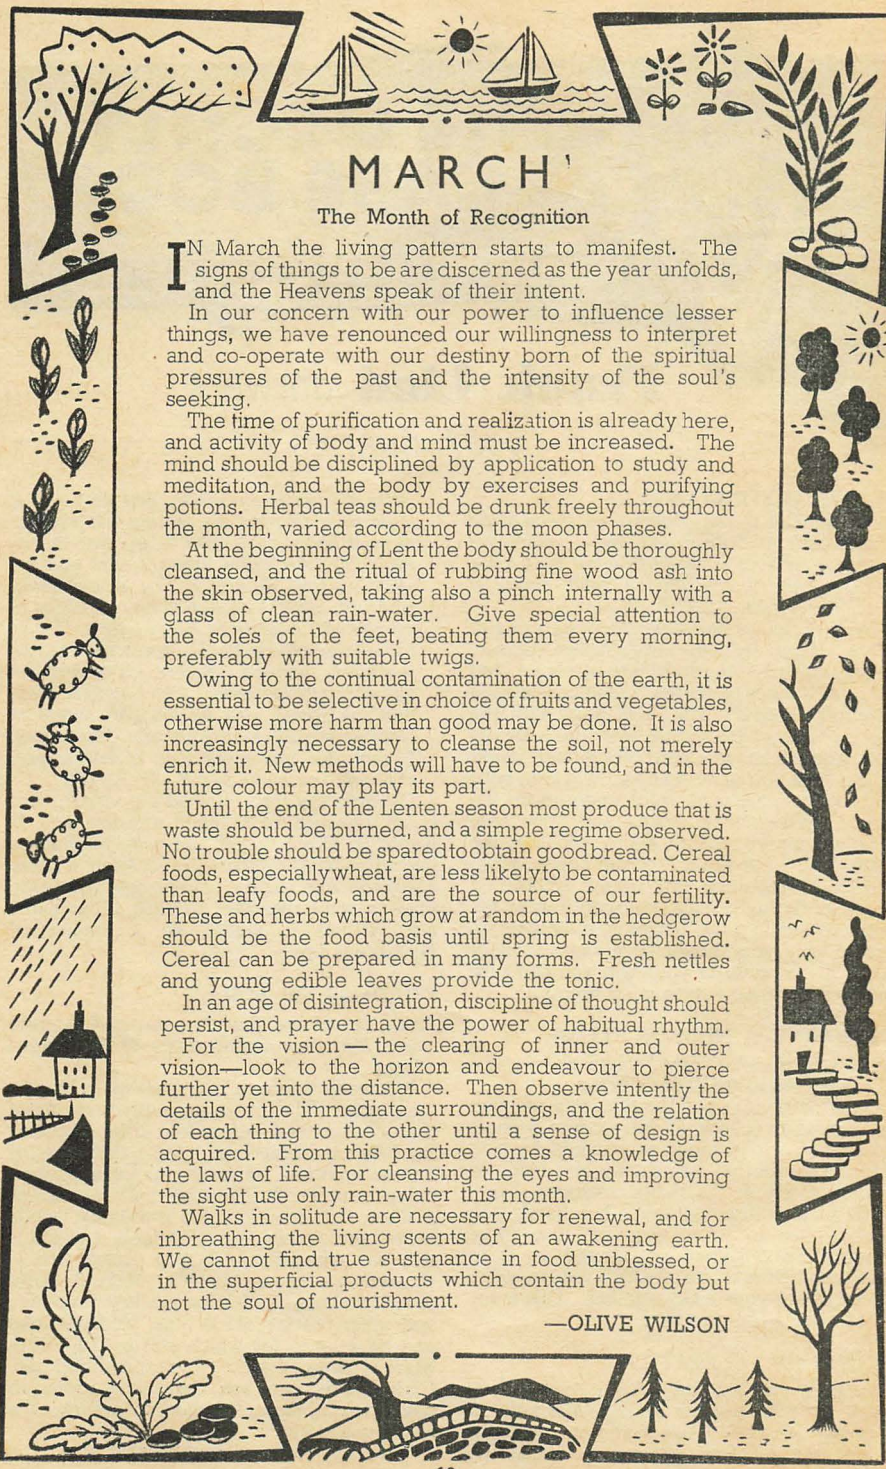 MARCH
The Month of Recognition
IN March the living pattern starts to manifest. The
signs of things to be are discerned as the year unfolds,
and the Heavens speak of their intent.
In our concern with our power to influence lesser
things, we have renounced our willingness to interpret
and co-operate with our destiny born of the spiritual
pressures of the past and the intensity of the soul's
seeking.
The time of purification and realization is already here,
and activity of body and mind must be increased. The
mind should be disciplined by application to study and
meditation, and the body by exercises and purifying
potions. Herbal teas should be drunk freely throughout
the month, varied according to the moon phases.
At the beginning of Lent the body should be thoroughly
cleansed, and the ritual of rubbing fine wood ash into
the skin observed, taking also a pinch internally with a
glass of clean rain-water. Give special attention to
the soles of the feet, beating them every morning,
preferably with suitable twigs.
Owing to the continual contamination of the earth, it is
essential to be selective in choice of fruits and vegetables,
otherwise more harm than good may be done. It is also
increasingly necessary to cleanse the soil, not merely
enrich it. New methods will have to be found, and in the
future colour may play its part.
Until the end of the Lenten season most produce that is
waste should be burned, and a simple regime observed.
No trouble should be spared to obtain good bread. Cereal
foods, especially wheat, are less likely to be contaminated
than leafy foods, and are the source of our fertility.
These and herbs which grow at random in the hedgerow
should be the food basis until spring is established.
Cereal can be prepared in many forms. Fresh nettles
and young edible leaves provide the tonic.
In an age of disintegration, discipline of thought should
persist, and prayer have the power of habitual rhythm.
For the vision — the clearing of inner and outer
vision—look to the horizon and endeavour to pierce
further yet into the distance. Then observe intently the
details of the immediate surroundings, and the relation
of each thing to the other until a sense of design is
acquired. From this practice comes a knowledge of
the laws of life. For cleansing the eyes and improving
the sight use only rain-water this month.
Walks in solitude are necessary for renewal, and for
inbreathing the living scents of an awakening earth.
We cannot find true sustenance in food unblessed, or
in the superficial products which contain the body but
not the soul of nourishment.
—OLIVE WILSON